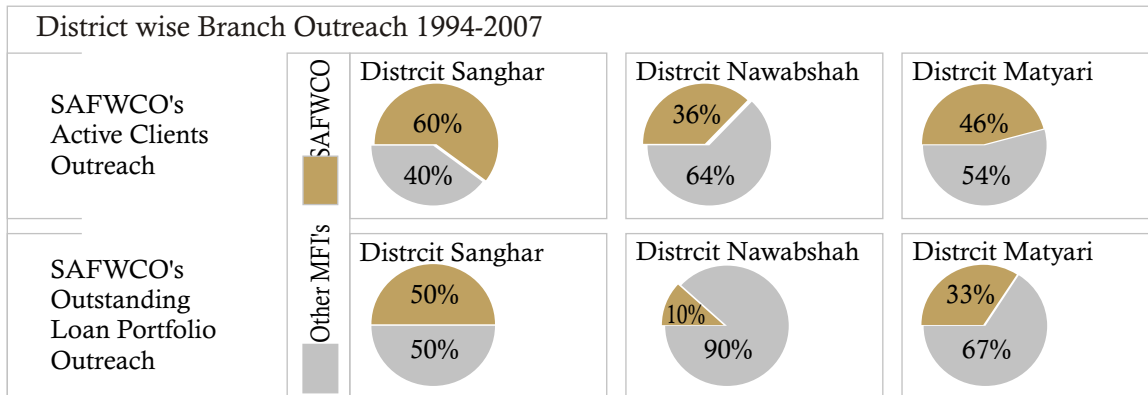 District wise Branch Outreach 1994-2007
SAFWCO's
Active Clients
Outreach
SAFWCO
Distrcit Sanghar
60%
40%
Distrcit Nawabshah
36%
64%
Distrcit Matyari
46%
54%
SAFWCO's
Outstanding
Loan Portfolio
Outreach
Other MFI's
Distrcit Sanghar
50%
50%
Distrcit Nawabshah
10%
90%
Distrcit Matyari
33%
67%